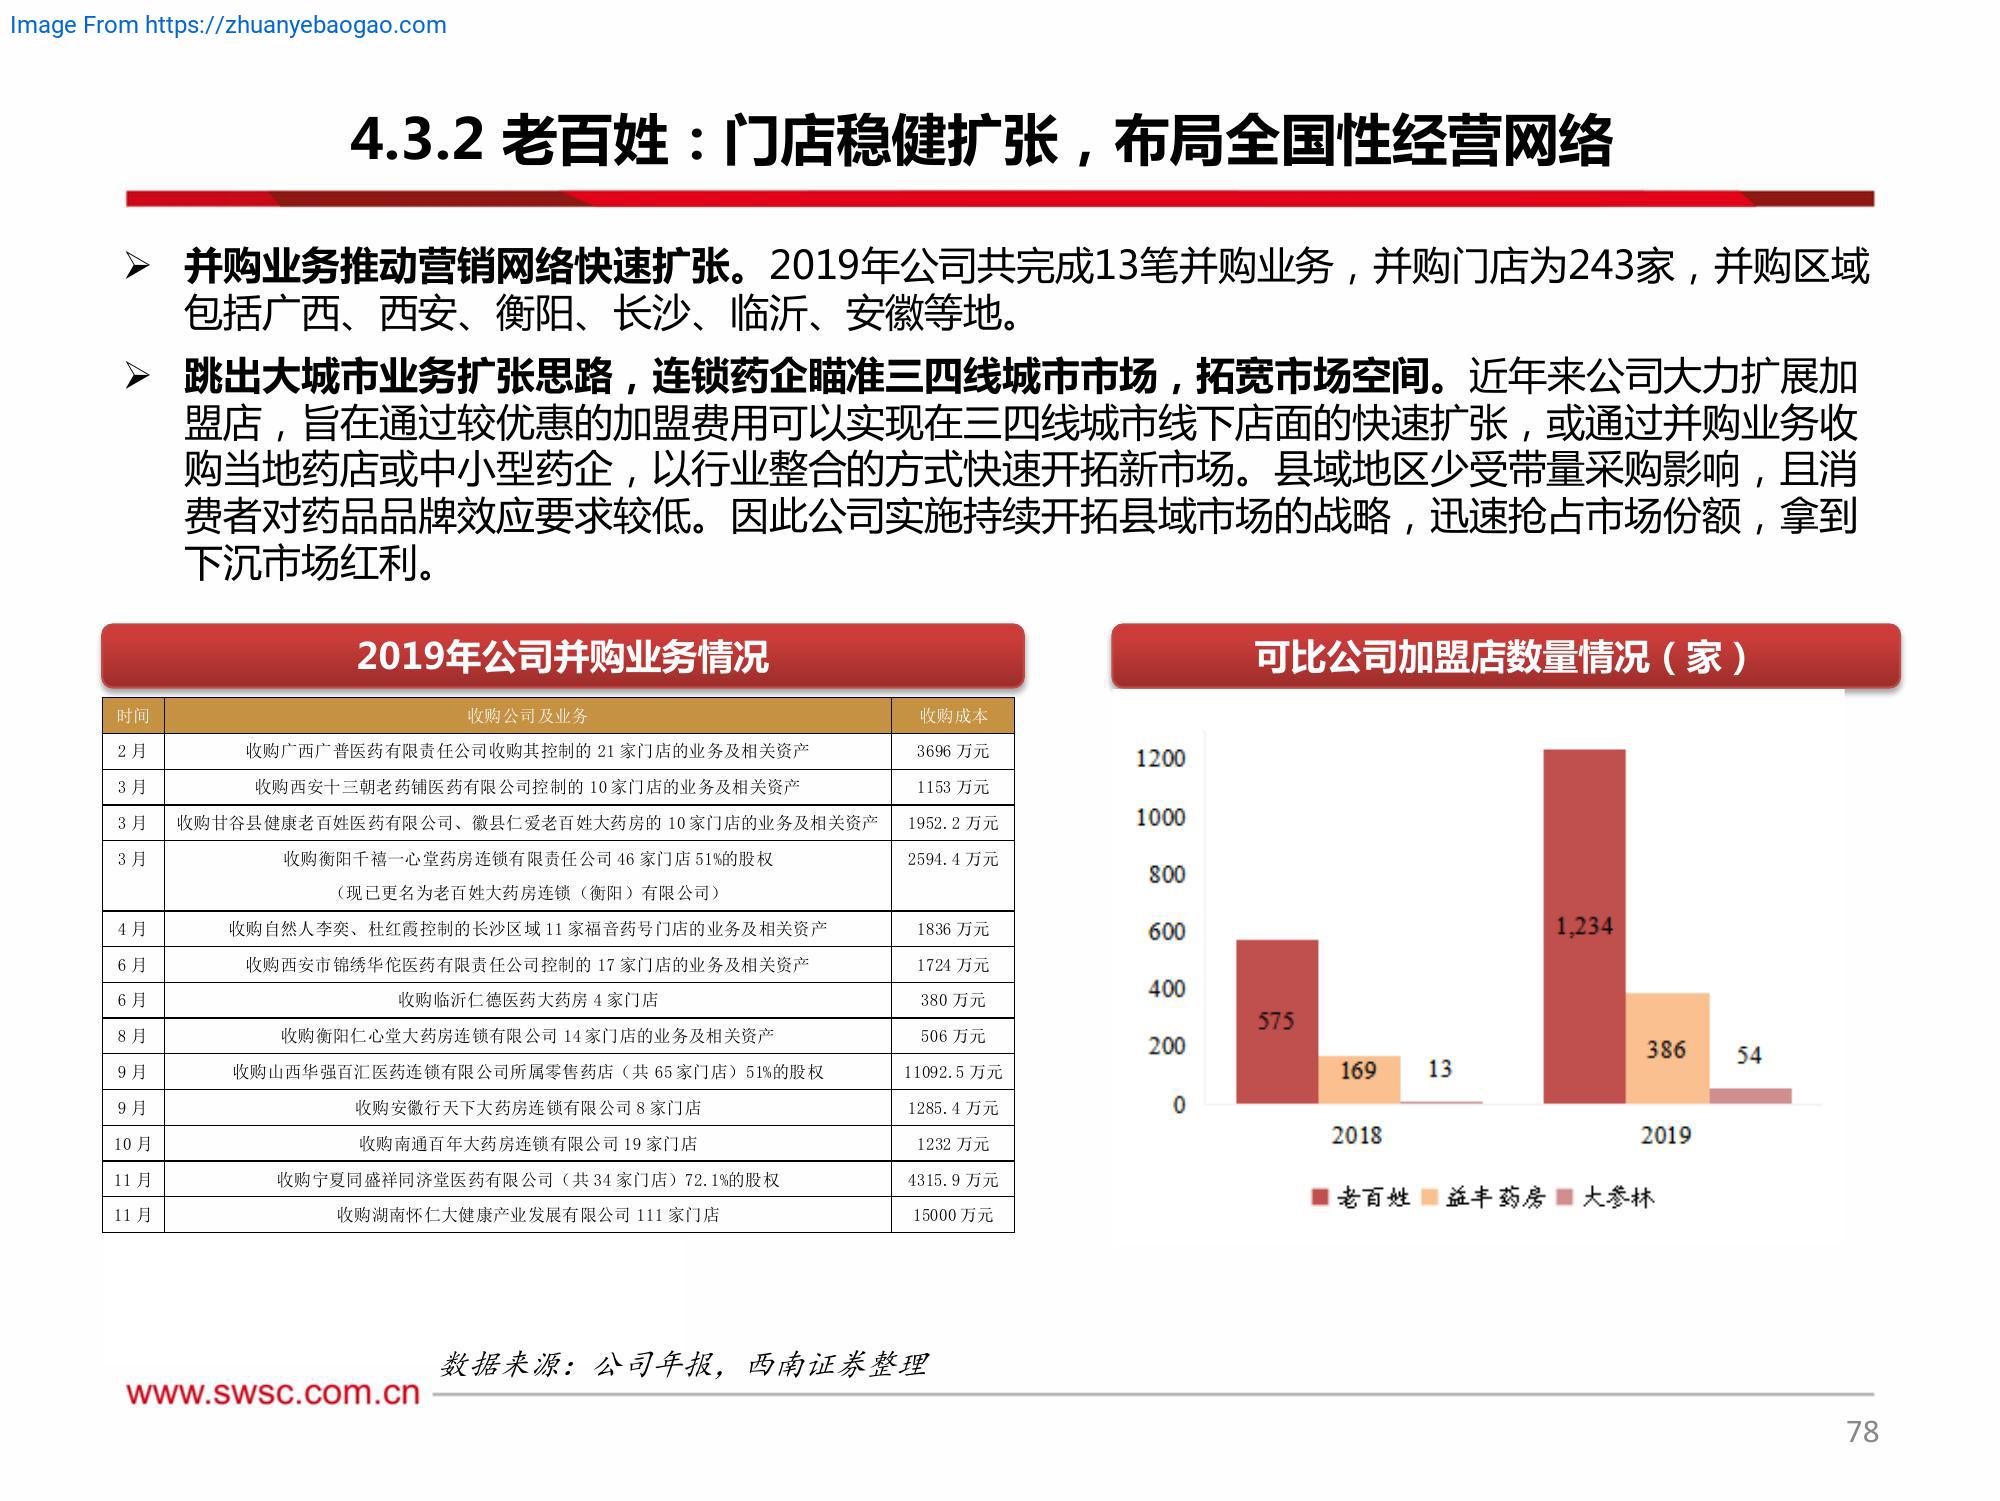 Image From https://zhuanyebaogao.com
4.3.2 老百姓：门店稳健扩张，布局全国性经营网络
➢ 并购业务推动营销网络快速扩张。2019年公司共完成13笔并购业务，并购门店为243家，并购区域
包括广西、西安、衡阳、长沙、临沂、安徽等地。
➢ 跳出大城市业务扩张思路，连锁药企瞄准三四线城市市场，拓宽市场空间。近年来公司大力扩展加
盟店，旨在通过较优惠的加盟费用可以实现在三四线城市线下店面的快速扩张，或通过并购业务收
购当地药店或中小型药企，以行业整合的方式快速开拓新市场。县域地区少受带量采购影响，且消
费者对药品品牌效应要求较低。因此公司实施持续开拓县域市场的战略，迅速抢占市场份额，拿到
下沉市场红利。
2019年公司并购业务情况
时间 收购公司及业务 收购成本
2 月 收购广西广普医药有限责任公司收购其控制的 21 家门店的业务及相关资产 3696 万元
3 月 收购西安十三朝老药铺医药有限公司控制的 10 家门店的业务及相关资产 1153 万元
3 月 收购甘谷县健康老百姓医药有限公司、徽县仁爱老百姓大药房的 10 家门店的业务及相关资产 1952.2 万元
3 月 收购衡阳千禧一心堂药房连锁有限责任公司 46 家门店 51%的股权 2594.4 万元
（现已更名为老百姓大药房连锁（衡阳）有限公司）
4 月 收购自然人李奕、杜红霞控制的长沙区域 11 家福音药号门店的业务及相关资产 1836 万元
6 月 收购西安市锦绣华佗医药有限责任公司控制的 17 家门店的业务及相关资产 1724 万元
6 月 收购临沂仁德医药大药房 4 家门店 380 万元
8 月 收购衡阳仁心堂大药房连锁有限公司 14 家门店的业务及相关资产 506 万元
9 月 收购山西华强百汇医药连锁有限公司所属零售药店（共 65 家门店）51%的股权 11092.5 万元
9 月 收购安徽行天下大药房连锁有限公司 8 家门店 1285.4 万元
10 月 收购南通百年大药房连锁有限公司 19 家门店 1232 万元
11 月 收购宁夏同盛祥同济堂医药有限公司（共 34 家门店）72.1%的股权 4315.9 万元
11 月 收购湖南怀仁大健康产业发展有限公司 111 家门店 15000 万元
可比公司加盟店数量情况（家）
1200
1000
800
600
400
200
0
575
169
13
1,234
386
54
2018
2019
老百姓 益丰药房 大参林
数据来源：公司年报，西南证券整理
www.swsc.com.cn
78